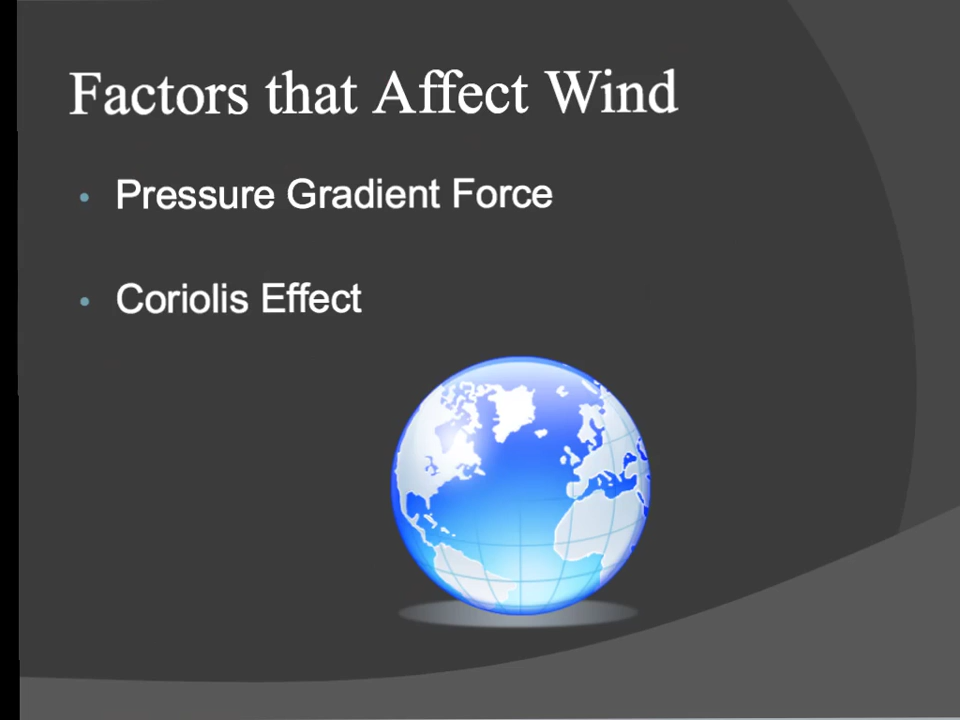 Factors that Affect Wind
• Pressure Gradient Force
• Coriolis Effect